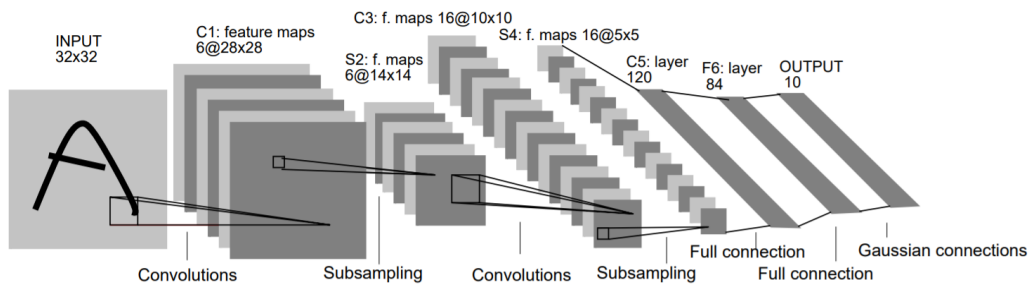 INPUT
32x32
C1: feature maps
6@28x28
S2: f. maps
6@14x14
C3: f. maps 16@10x10
S4: f. maps 16@5x5
C5: layer
120
F6: layer
84
OUTPUT
10
Convolutions
Subsampling
Convolutions
Subsampling
Full connection
Full connection
Gaussian connections
A